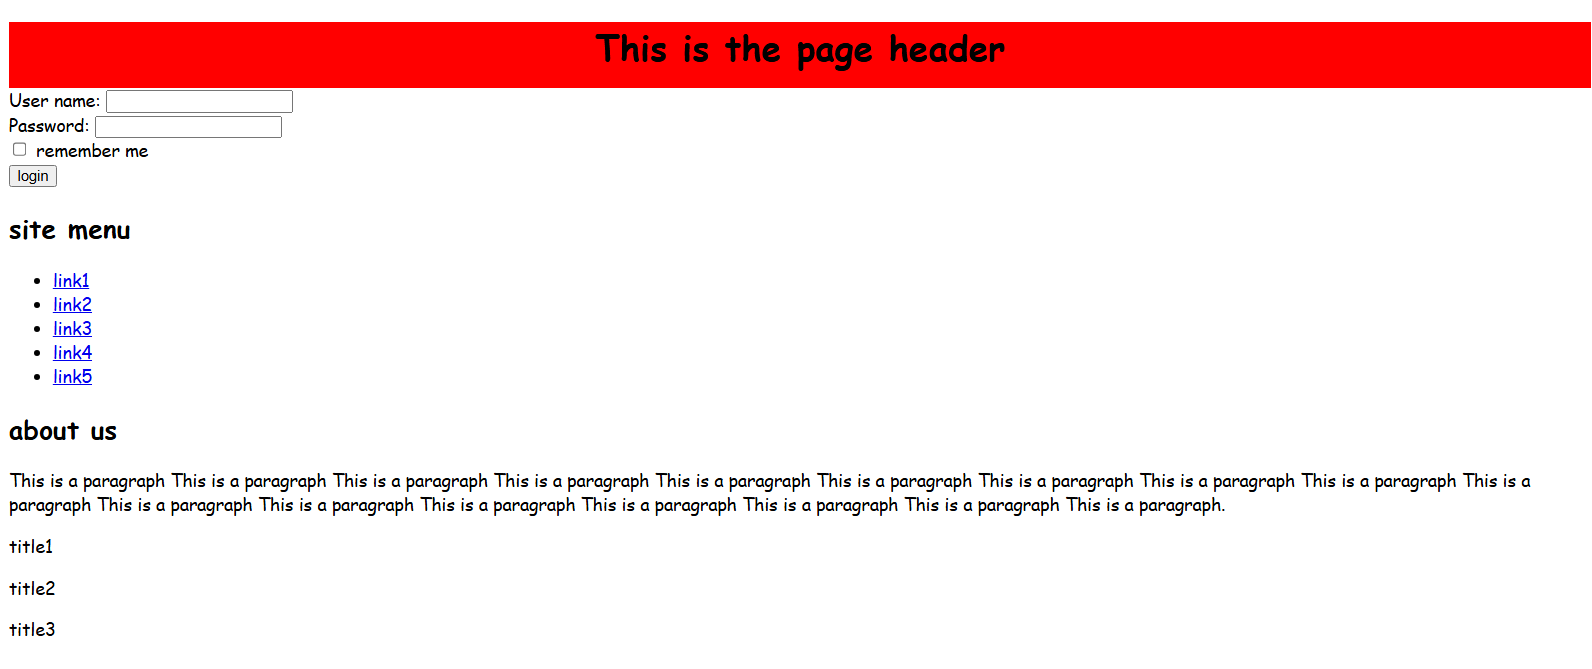 This is the page header
User name:
Password:
remember me
login
site menu
link1
link2
link3
link4
link5
about us
This is a paragraph This is a paragraph This is a paragraph This is a paragraph This is a paragraph This is a paragraph This is a paragraph This is a paragraph This is a paragraph This is a
paragraph This is a paragraph This is a paragraph This is a paragraph This is a paragraph This is a paragraph This is a paragraph This is a paragraph.
title1
title2
title3